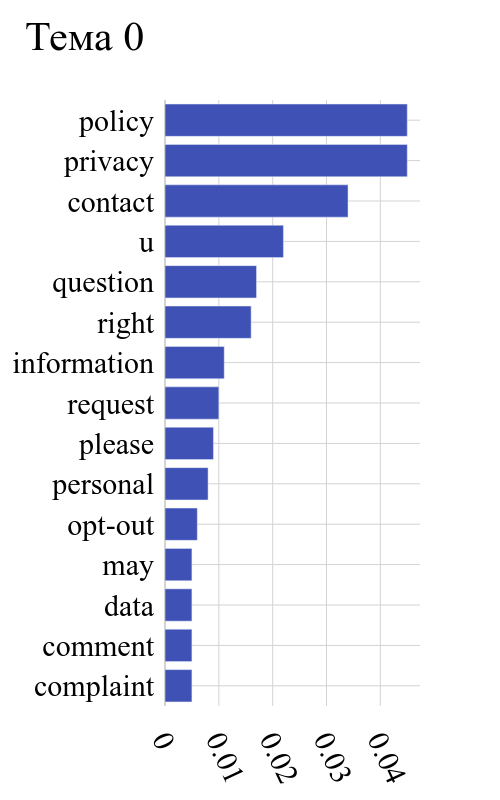 Тема 0
policy
privacy
contact
u
question
right
information
request
please
personal
opt-out
may
data
comment
complaint
0 0.01 0.02 0.03 0.04